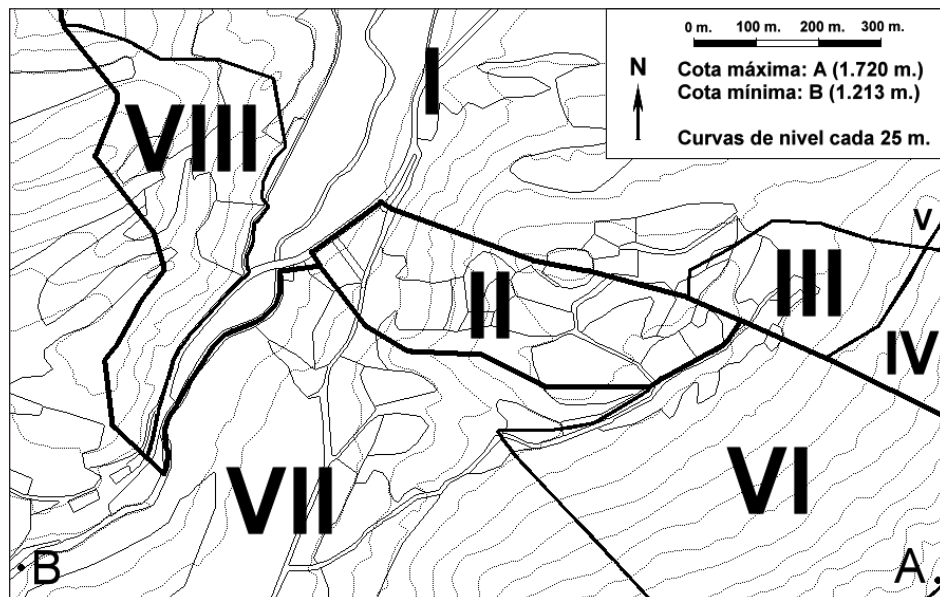 0 m. 100 m. 200 m. 300 m.
N
Cota máxima: A (1.720 m.)
Cota mínima: B (1.213 m.)
Curvas de nivel cada 25 m.
I
VIII
V
III
II
IV
VI
VII
B
A